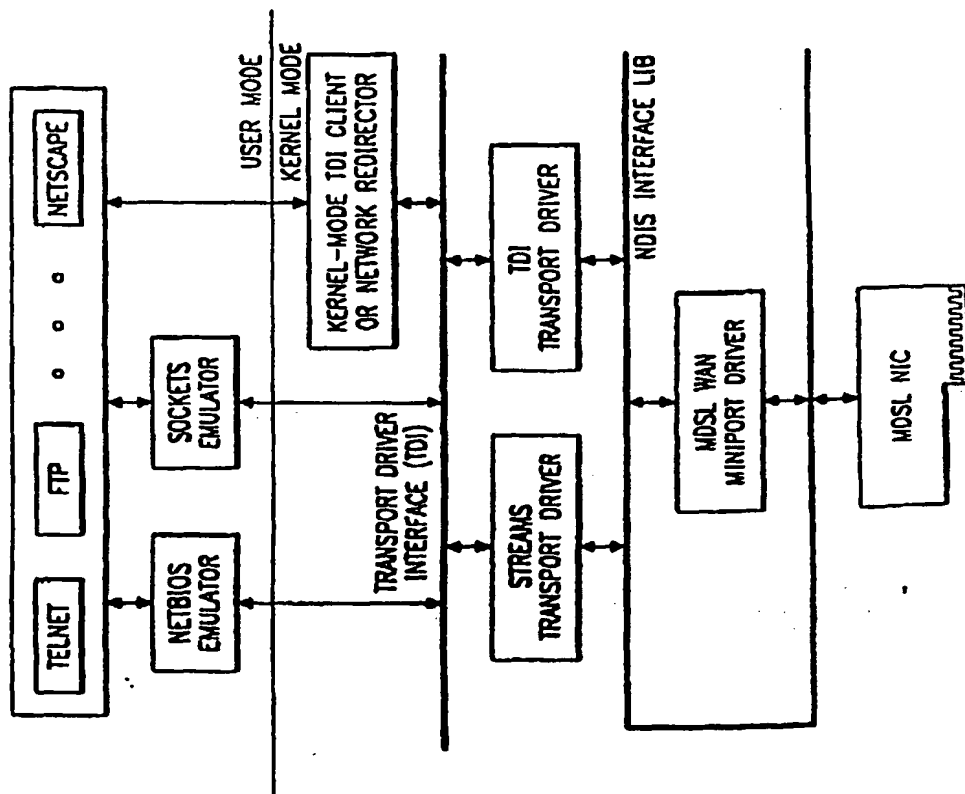 TELNET
FTP
NETSCAPE
NETBIOS
EMULATOR
SOCKETS
EMULATOR
USER MODE
KERNEL MODE
KERNEL-MODE TDI CLIENT
OR NETWORK REDIRECTOR
TRANSPORT DRIVER
INTERFACE (TDI)
STREAMS
TRANSPORT DRIVER
TDI
TRANSPORT DRIVER
NDIS INTERFACE LIB
MDSL WAN
MINIPORT DRIVER
MDSL NIC